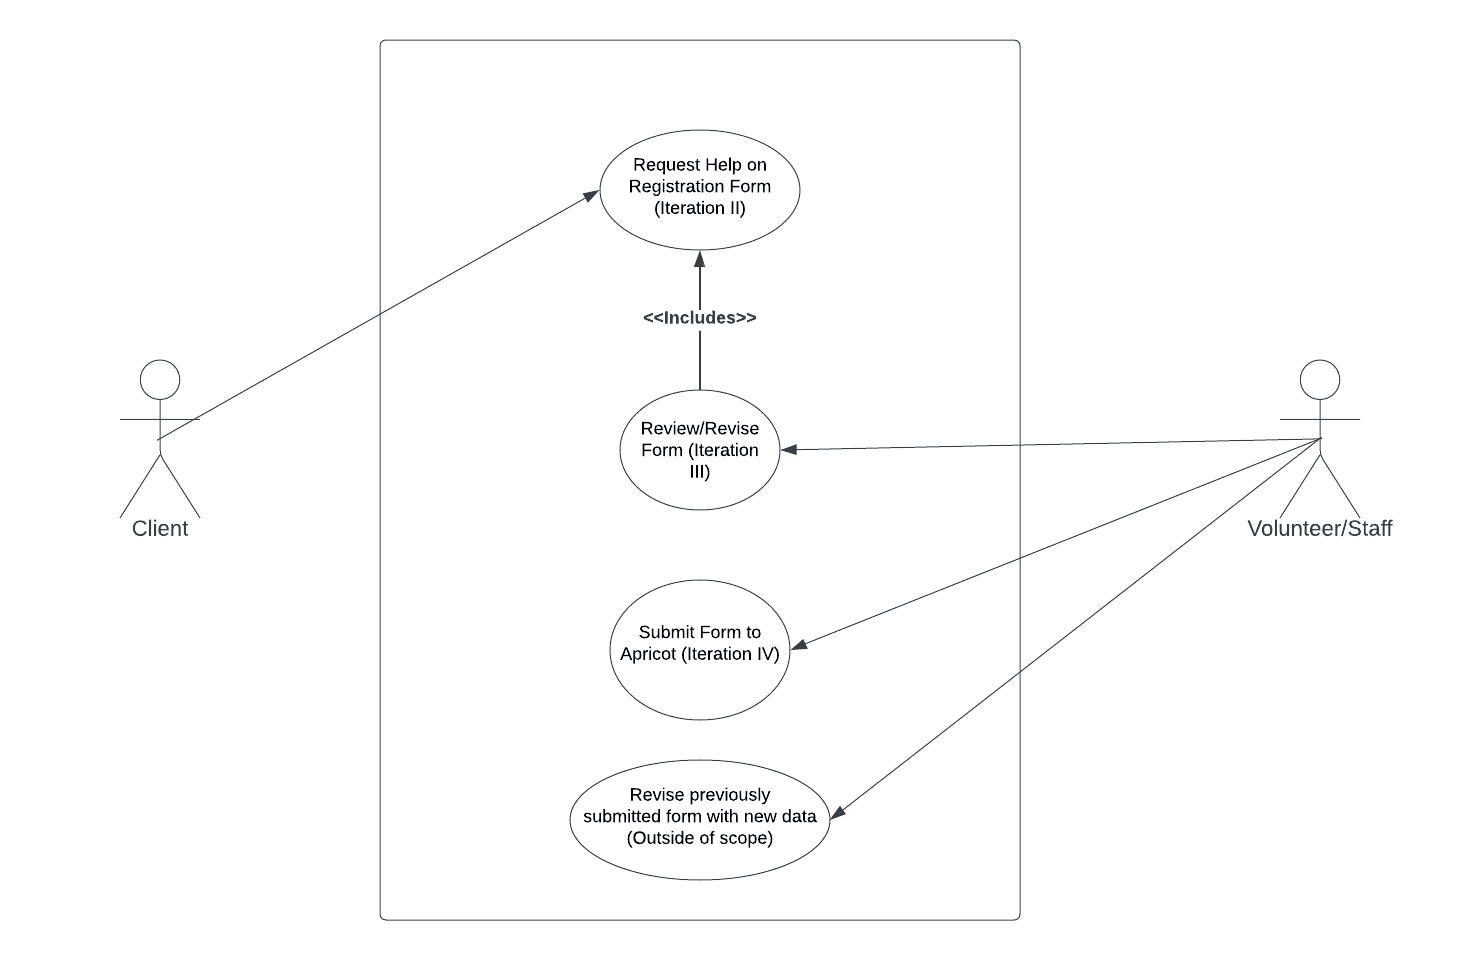 Request Help on
Registration Form
(Iteration II)
<<Includes>>
Review/Revise
Form (Iteration
III)
Client
Volunteer/Staff
Submit Form to
Apricot (Iteration IV)
Revise previously
submitted form with new data
(Outside of scope)